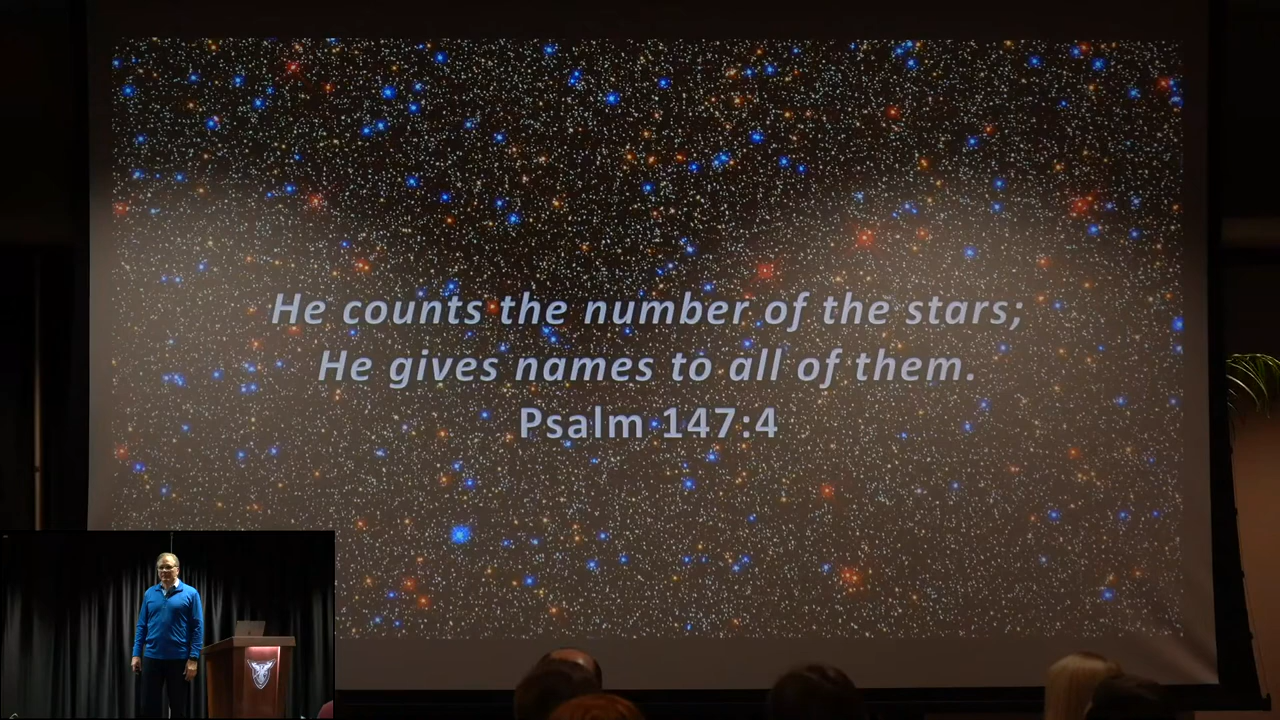 He counts the number of the stars;
He gives names to all of them.
Psalm 147:4